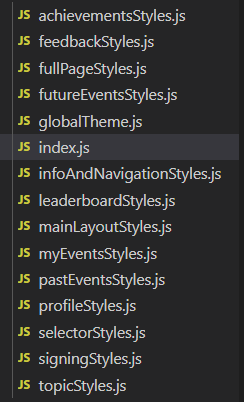 JS achievementsStyles.js
JS feedbackStyles.js
JS fullPageStyles.js
JS futureEventsStyles.js
JS globalTheme.js
JS index.js
JS infoAndNavigationStyles.js
JS leaderboardStyles.js
JS mainLayoutStyles.js
JS myEventsStyles.js
JS pastEventsStyles.js
JS profileStyles.js
JS selectorStyles.js
JS signingStyles.js
JS topicStyles.js